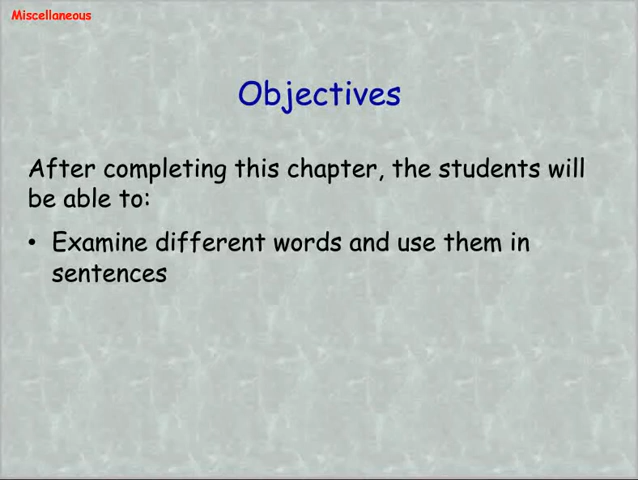 Miscellaneous
Objectives
After completing this chapter, the students will
be able to:
• Examine different words and use them in
sentences